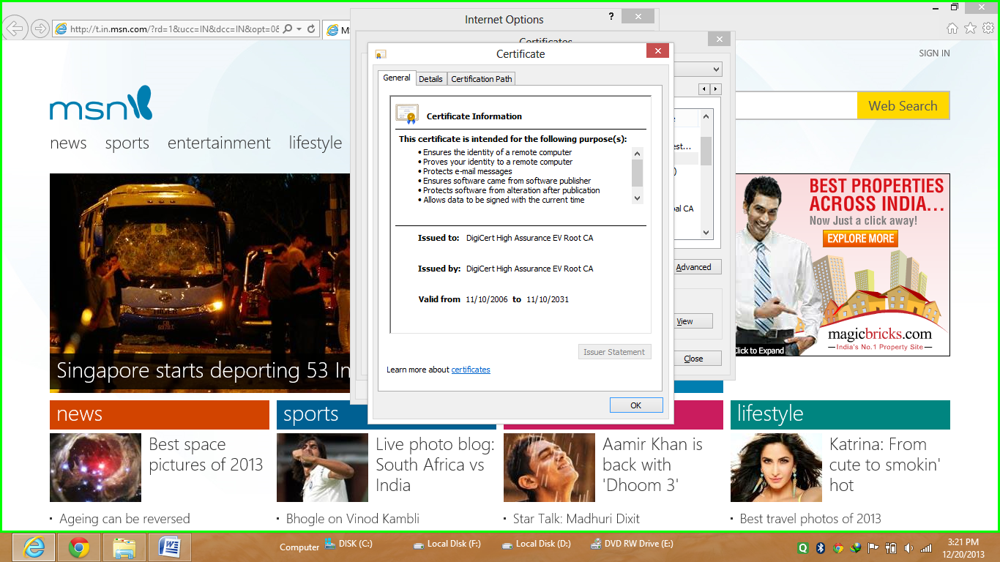 Internet Options
?
http://t.in.msn.com/?rd=1&ucc=IN&dcc=IN&opt=0&
Certificates
Certificate
SIGN IN
General
Details
Certification Path
msn
Web Search
Certificate Information
This certificate is intended for the following purpose(s):
• Ensures the identity of a remote computer
• Proves your identity to a remote computer
• Protects e-mail messages
• Ensures software came from software publisher
• Protects software from alteration after publication
• Allows data to be signed with the current time
news
sports
entertainment
lifestyle
est...
)
bal CA
Issued to: DigiCert High Assurance EV Root CA
Issued by: DigiCert High Assurance EV Root CA
Valid from 11/10/2006 to 11/10/2031
Advanced
View
Issuer Statement
Close
Learn more about certificates
OK
BEST PROPERTIES
ACROSS INDIA...
Now Just a click away!
EXPLORE MORE
magicbricks.com
India's No.1 Property Site
Click to Expand
Singapore starts deporting 53 In
news
sports
lifestyle
Best space
pictures of 2013
Live photo blog:
South Africa vs
India
Aamir Khan is
back with
'Dhoom 3'
Katrina: From
cute to smokin'
hot
Ageing can be reversed
Bhogle on Vinod Kambli
Star Talk: Madhuri Dixit
Best travel photos of 2013
Computer
DISK (C:)
Local DIsk (F:)
Local Disk (D:)
DVD RW Drive (E:)
3:21 PM
12/20/2013